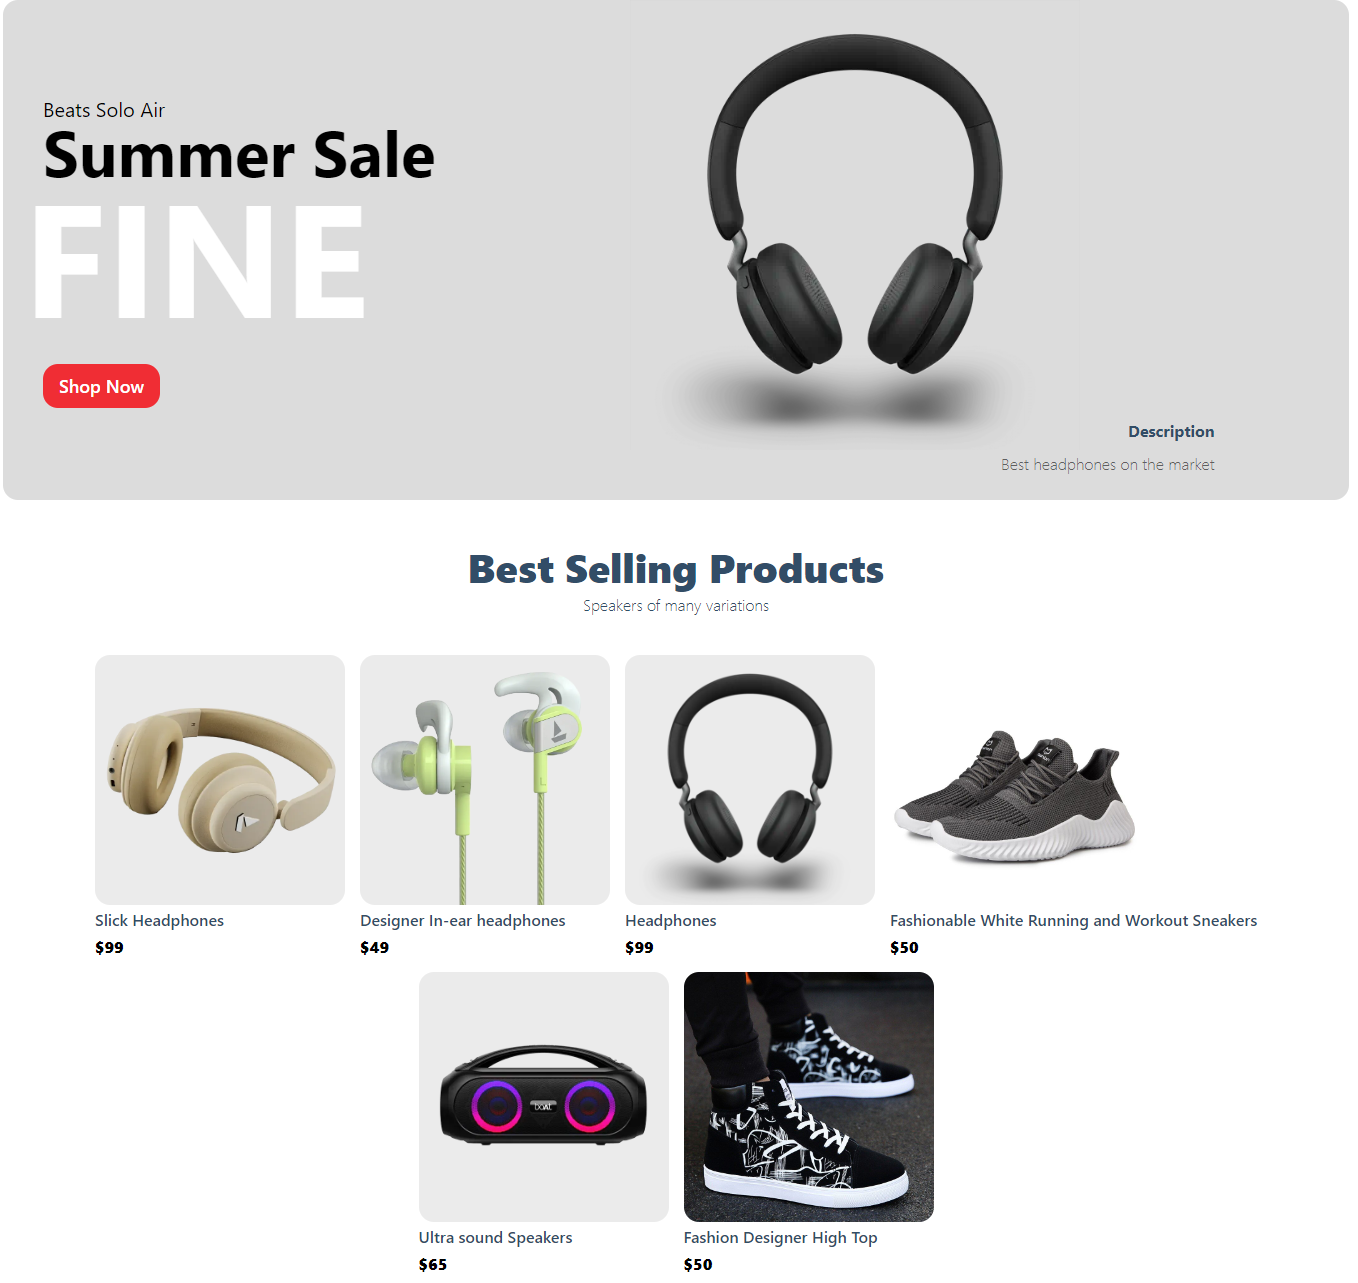 Beats Solo Air
Summer Sale
FINE
Shop Now
Description
Best headphones on the market
Best Selling Products
Speakers of many variations
Slick Headphones
$99
Designer In-ear headphones
$49
Headphones
$99
Fashionable White Running and Workout Sneakers
$50
Ultra sound Speakers
$65
Fashion Designer High Top
$50